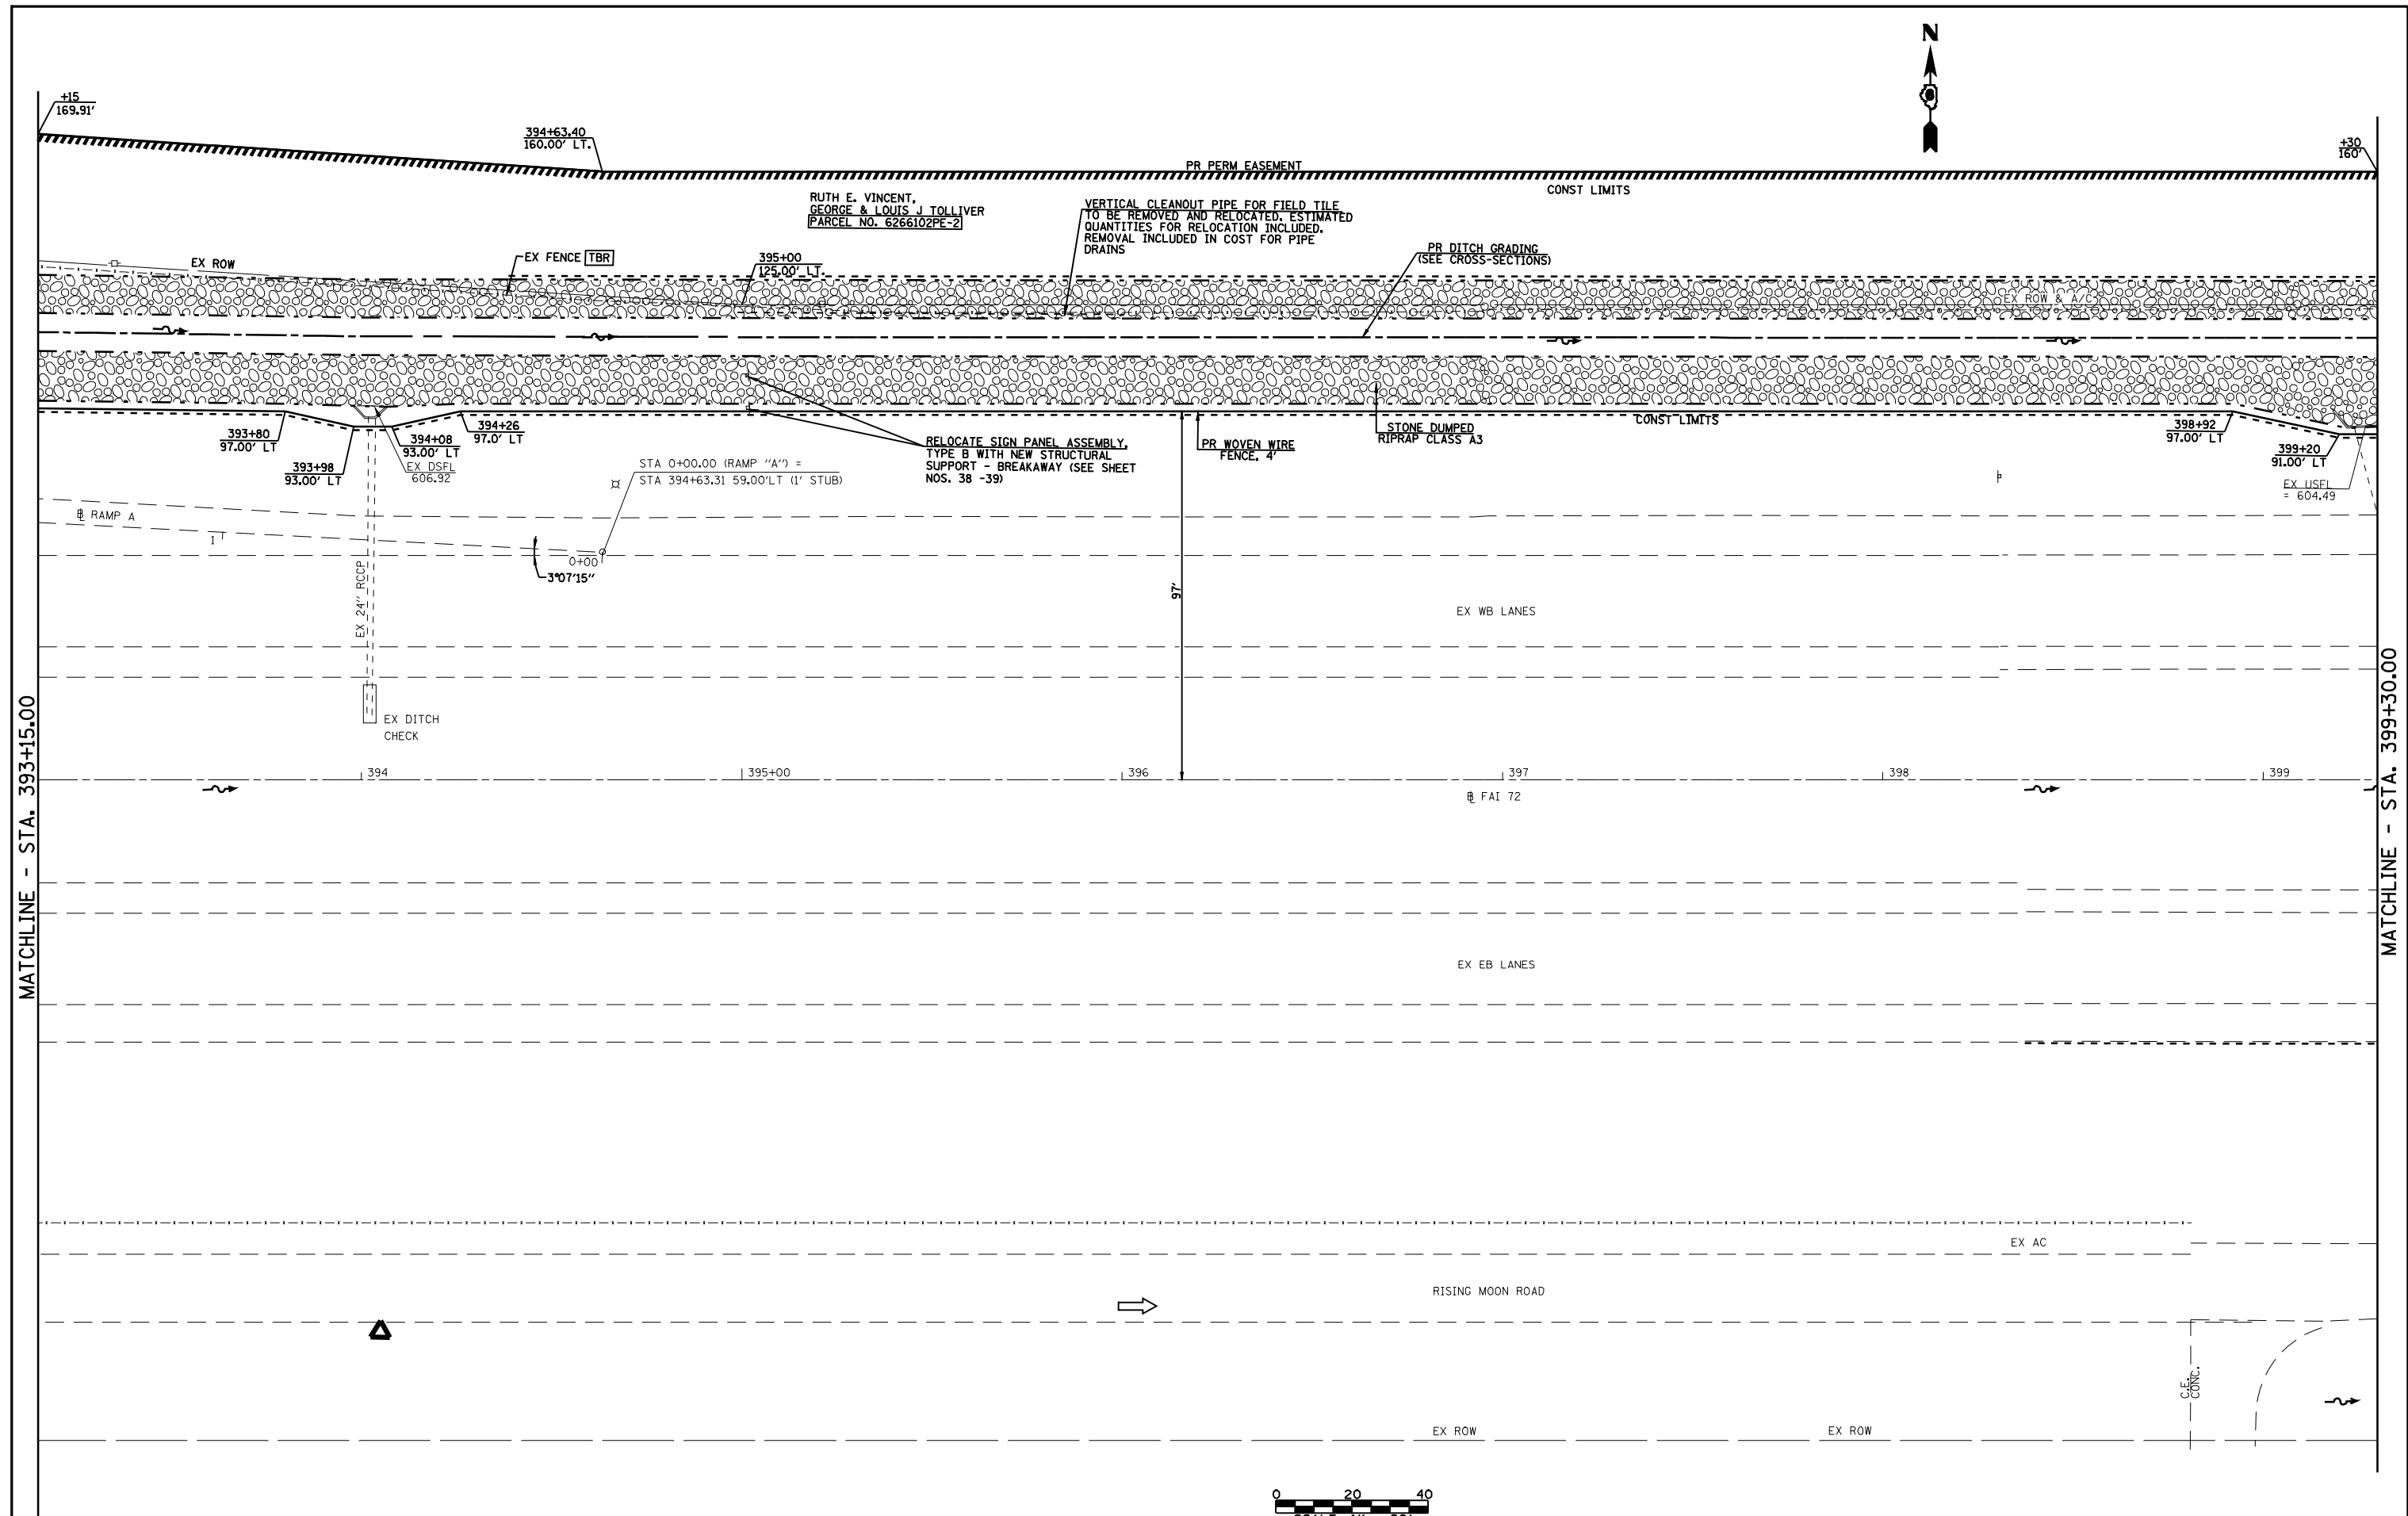 N
+15
169.91'
394+63.40
160.00' LT.
PR PERM EASEMENT
+30
160'
CONST LIMITS
RUTH E. VINCENT,
GEORGE & LOUIS J TOLLIVER
PARCEL NO. 6266102PE-2
VERTICAL CLEANOUT PIPE FOR FIELD TILE
TO BE REMOVED AND RELOCATED. ESTIMATED
QUANTITIES FOR RELOCATION INCLUDED.
REMOVAL INCLUDED IN COST FOR PIPE
DRAINS
PR DITCH GRADING
(SEE CROSS-SECTIONS)
EX ROW
EX FENCE TBR
395+00
125.00' LT.
EX ROW & A/C
393+80
97.00' LT
393+98
93.00' LT
394+08
93.00' LT
EX DSFL
606.92
394+26
97.0' LT
RELOCATE SIGN PANEL ASSEMBLY,
TYPE B WITH NEW STRUCTURAL
SUPPORT - BREAKAWAY (SEE SHEET
NOS. 38 -39)
PR WOVEN WIRE
FENCE, 4'
STONE DUMPED
RIPRAP CLASS A3
CONST LIMITS
398+92
97.00' LT
399+20
91.00' LT
EX USFL
= 604.49
STA 0+00.00 (RAMP "A") =
STA 394+63.31 59.00'LT (1' STUB)
℄ RAMP A
1
0+00
3°07'15"
EX 24" RCCP
97'
EX WB LANES
EX DITCH
CHECK
394
395+00
396
397
398
399
℄ FAI 72
MATCHLINE - STA. 393+15.00
MATCHLINE - STA. 399+30.00
EX EB LANES
EX AC
RISING MOON ROAD
C.E.
CONC.
EX ROW
EX ROW
0 20 40